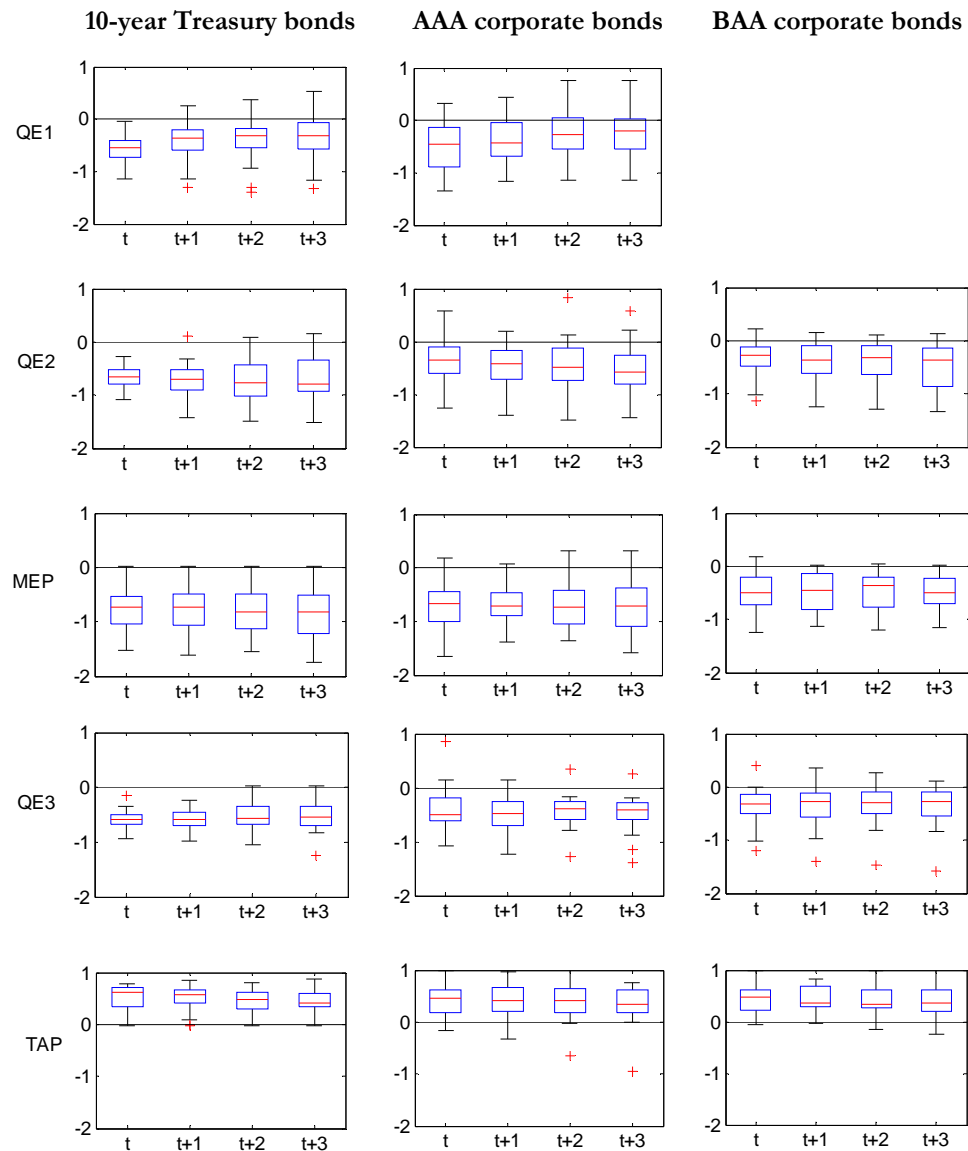 10-year Treasury bonds AAA corporate bonds BAA corporate bonds
QE1
1 0 -1 -2
t t+1 t+2 t+3
1 0 -1 -2
t t+1 t+2 t+3
QE2
1 0 -1 -2
t t+1 t+2 t+3
1 0 -1 -2
t t+1 t+2 t+3
1 0 -1 -2
t t+1 t+2 t+3
MEP
1 0 -1 -2
t t+1 t+2 t+3
1 0 -1 -2
t t+1 t+2 t+3
1 0 -1 -2
t t+1 t+2 t+3
QE3
1 0 -1 -2
t t+1 t+2 t+3
1 0 -1 -2
t t+1 t+2 t+3
1 0 -1 -2
t t+1 t+2 t+3
TAP
1 0 -1 -2
t t+1 t+2 t+3
1 0 -1 -2
t t+1 t+2 t+3
1 0 -1 -2
t t+1 t+2 t+3